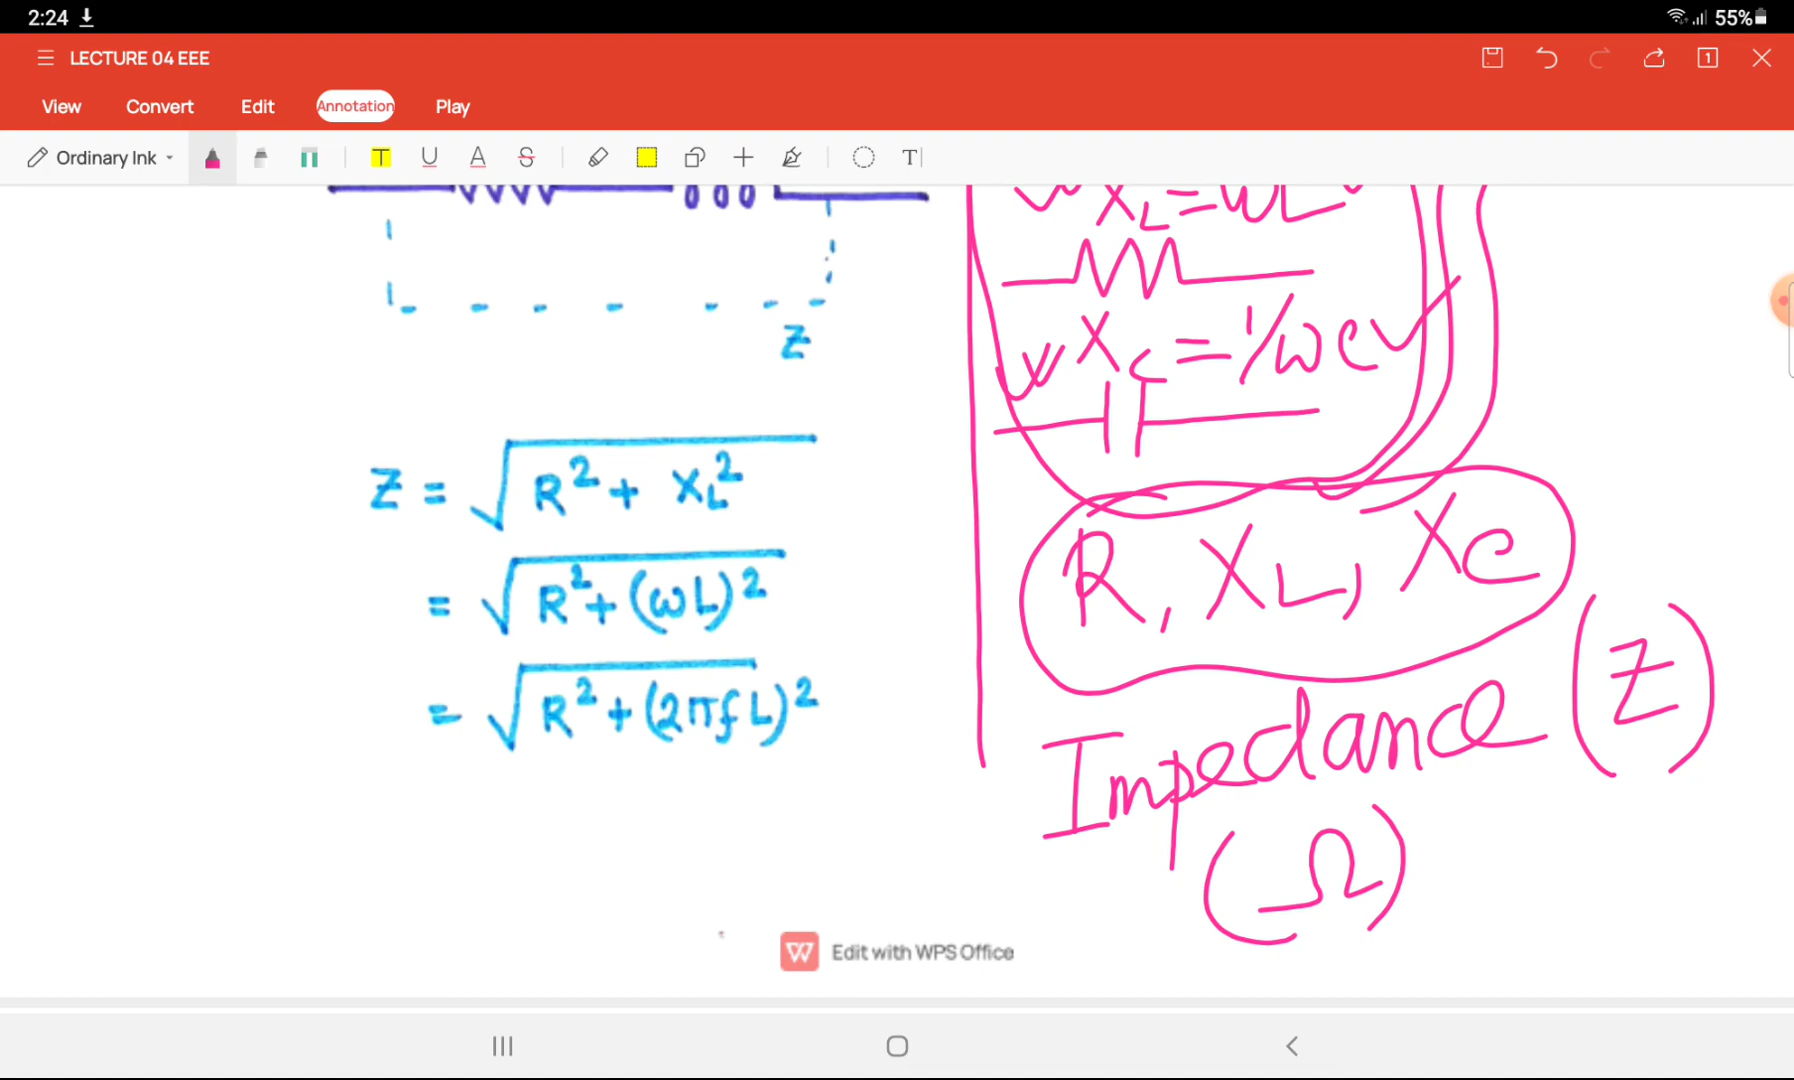 2:24 55%
LECTURE 04 EEE 1
View Convert Edit Annotation Play
Ordinary Ink T U A S T
Z
Z = √R² + X_L²
= √R² + (ωL)²
= √R² + (2πfL)²
X_L = ωL
X_C = 1/ωC
R, X_L, X_C
Impedance (Z)
(Ω)
W Edit with WPS Office